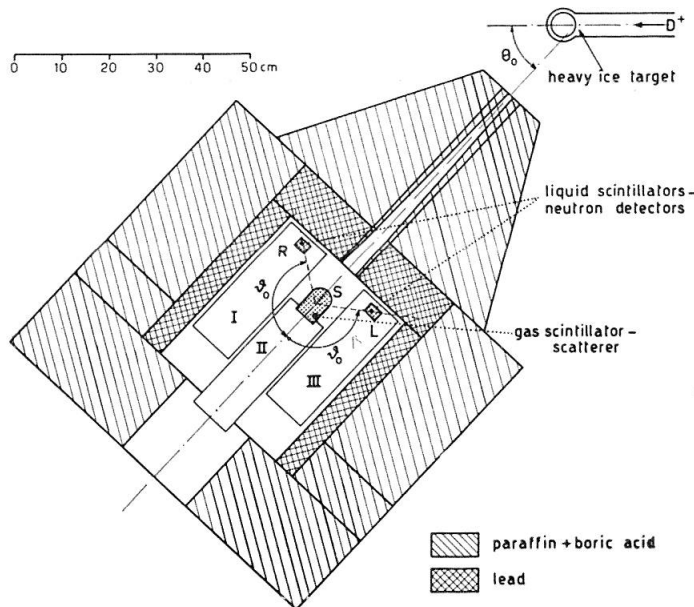 D⁺
θ₀
heavy ice target
0 10 20 30 40 50 cm
liquid scintillators –
neutron detectors
R
ϑ₀
S
I
L
gas scintillator –
scatterer
II
ϑ₀
III
paraffin + boric acid
lead